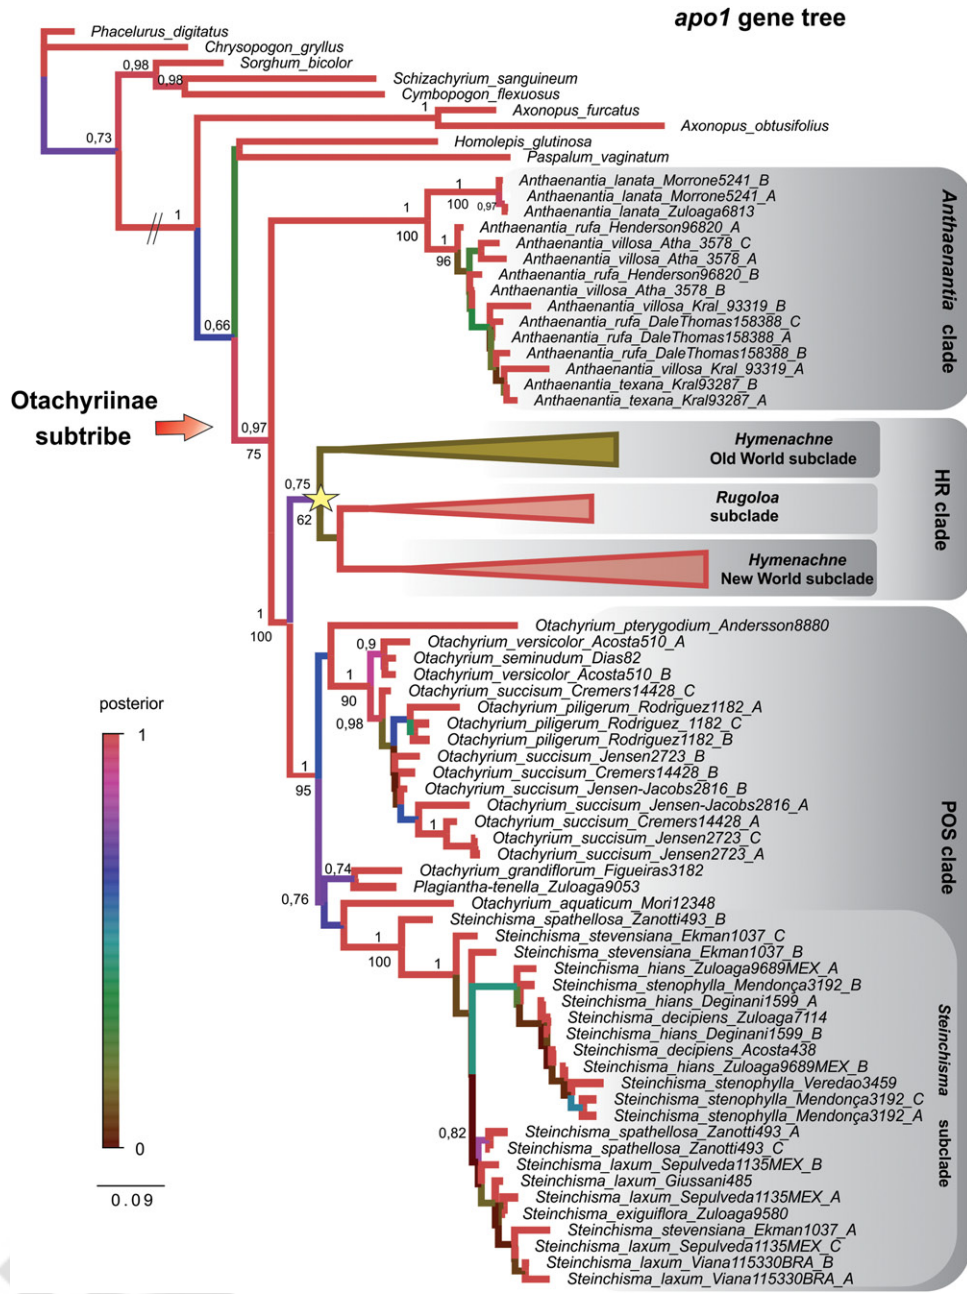 apo1 gene tree
Phacelurus_digitatus
Chrysopogon_gryllus
0,98
Sorghum_bicolor
0,98
Schizachyrium_sanguineum
Cymbopogon_flexuosus
1
Axonopus_furcatus
Axonopus_obtusifolius
0,73
Homolepis_glutinosa
Paspalum_vaginatum
1
Anthaenantia_lanata_Morrone5241_B
1
100
Anthaenantia_lanata_Morrone5241_A
0,97
Anthaenantia_lanata_Zuloaga6813
1
100
Anthaenantia_rufa_Henderson96820_A
1
96
Anthaenantia_villosa_Atha_3578_C
Anthaenantia_villosa_Atha_3578_A
Anthaenantia_rufa_Henderson96820_B
Anthaenantia_villosa_Atha_3578_B
Anthaenantia_villosa_Kral_93319_B
Anthaenantia_rufa_DaleThomas158388_C
Anthaenantia_rufa_DaleThomas158388_A
Anthaenantia_rufa_DaleThomas158388_B
Anthaenantia_villosa_Kral_93319_A
Anthaenantia_texana_Kral93287_B
Anthaenantia_texana_Kral93287_A
Anthaenantia clade
0,66
Otachyriinae
subtribe
0,97
75
0,75
62
Hymenachne
Old World subclade
Rugoloa
subclade
Hymenachne
New World subclade
HR clade
1
100
Otachyrium_pterygodium_Andersson8880
0,9
Otachyrium_versicolor_Acosta510_A
Otachyrium_seminudum_Dias82
1
90
Otachyrium_versicolor_Acosta510_B
Otachyrium_succisum_Cremers14428_C
0,98
Otachyrium_piligerum_Rodriguez1182_A
Otachyrium_piligerum_Rodriguez_1182_C
Otachyrium_piligerum_Rodriguez1182_B
Otachyrium_succisum_Jensen2723_B
Otachyrium_succisum_Cremers14428_B
Otachyrium_succisum_Jensen-Jacobs2816_B
Otachyrium_succisum_Jensen-Jacobs2816_A
1
Otachyrium_succisum_Cremers14428_A
Otachyrium_succisum_Jensen2723_C
Otachyrium_succisum_Jensen2723_A
1
95
0,74
Otachyrium_grandiflorum_Figueiras3182
Plagiantha-tenella_Zuloaga9053
0,76
Otachyrium_aquaticum_Mori12348
POS clade
Steinchisma_spathellosa_Zanotti493_B
1
100
Steinchisma_stevensiana_Ekman1037_C
1
Steinchisma_stevensiana_Ekman1037_B
Steinchisma_hians_Zuloaga9689MEX_A
Steinchisma_stenophylla_Mendonça3192_B
Steinchisma_hians_Deginani1599_A
Steinchisma_decipiens_Zuloaga7114
Steinchisma_hians_Deginani1599_B
Steinchisma_decipiens_Acosta438
Steinchisma_hians_Zuloaga9689MEX_B
Steinchisma_stenophylla_Veredao3459
Steinchisma_stenophylla_Mendonça3192_C
Steinchisma_stenophylla_Mendonça3192_A
0,82
Steinchisma_spathellosa_Zanotti493_A
Steinchisma_spathellosa_Zanotti493_C
Steinchisma_laxum_Sepulveda1135MEX_B
Steinchisma_laxum_Giussani485
Steinchisma_laxum_Sepulveda1135MEX_A
Steinchisma_exiguiflora_Zuloaga9580
Steinchisma_stevensiana_Ekman1037_A
Steinchisma_laxum_Sepulveda1135MEX_C
Steinchisma_laxum_Viana115330BRA_B
Steinchisma_laxum_Viana115330BRA_A
Steinchisma subclade
posterior
1
0
0.09